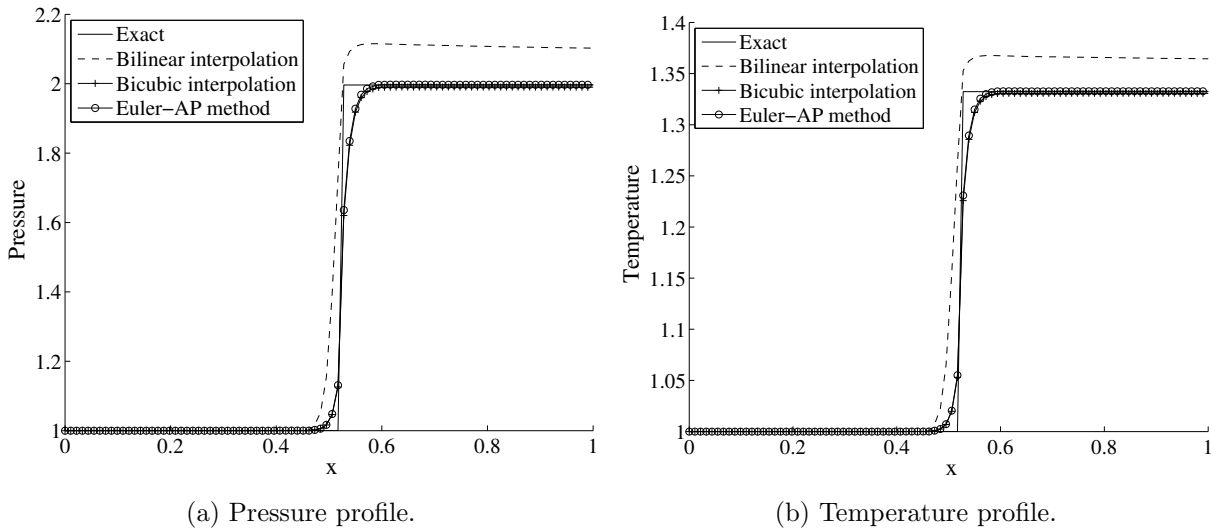 2.2
2
1.8
1.6
1.4
1.2
1
Pressure
Exact
Bilinear interpolation
Bicubic interpolation
Euler−AP method
0 0.2 0.4 0.6 0.8 1
x
(a) Pressure profile.
1.4
1.35
1.3
1.25
1.2
1.15
1.1
1.05
1
Temperature
Exact
Bilinear interpolation
Bicubic interpolation
Euler−AP method
0 0.2 0.4 0.6 0.8 1
x
(b) Temperature profile.